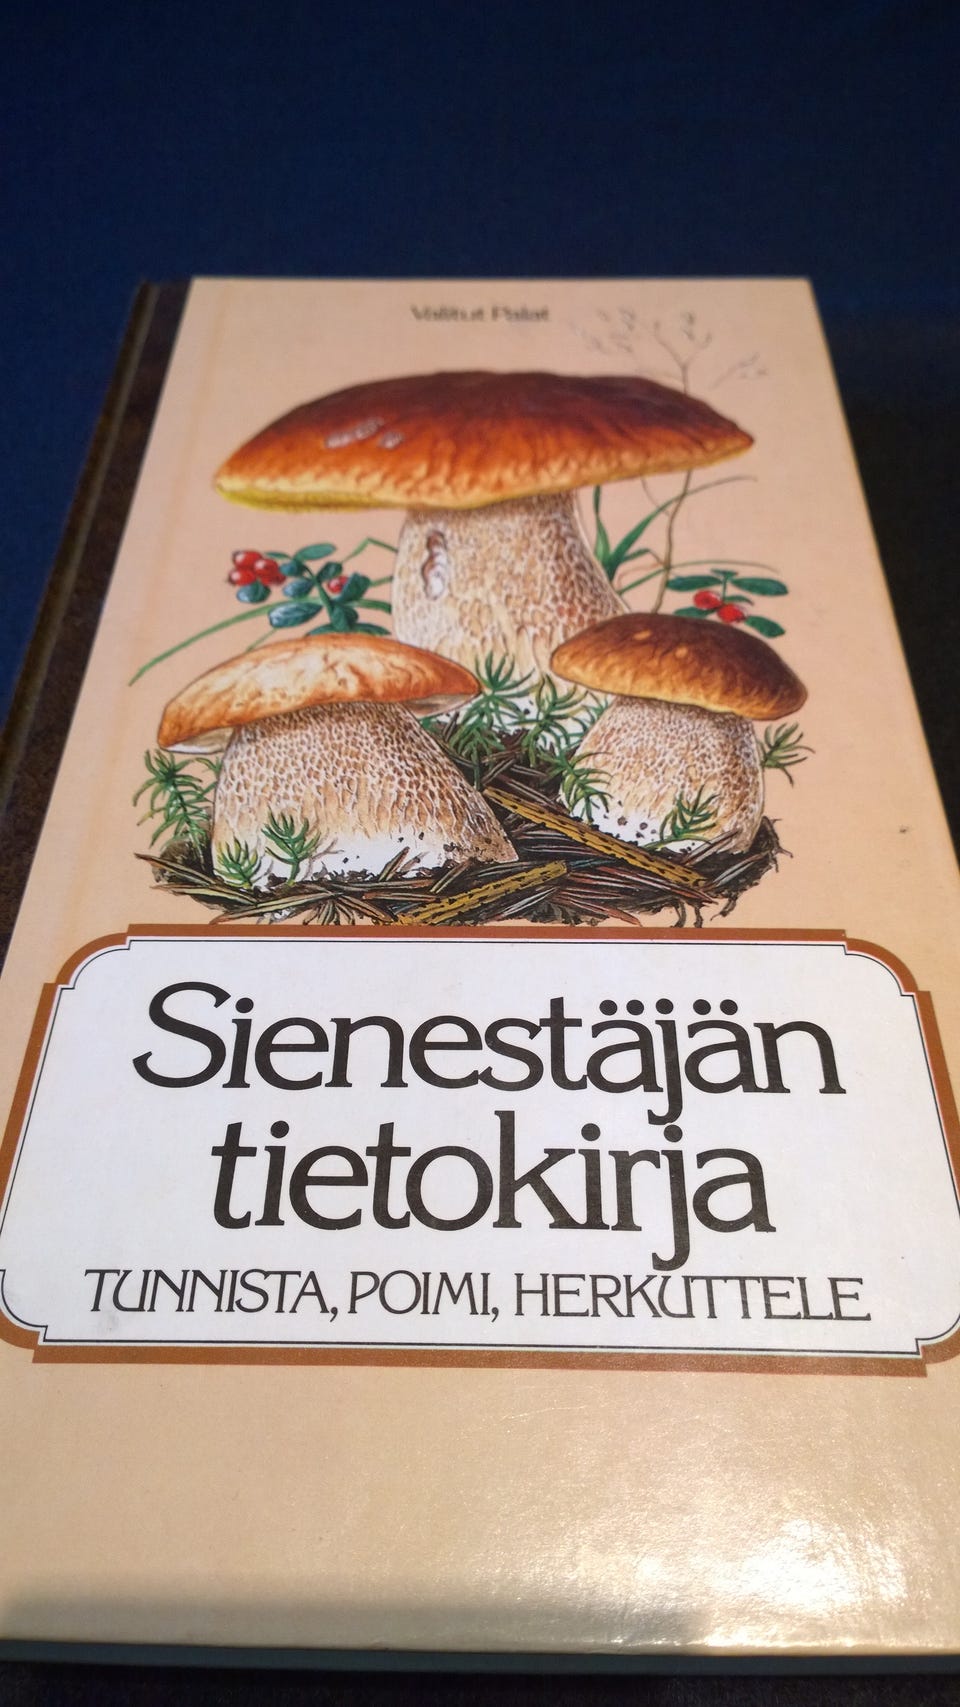 Valitut Palat
Sienestäjän
tietokirja
TUNNISTA, POIMI, HERKUTTELE